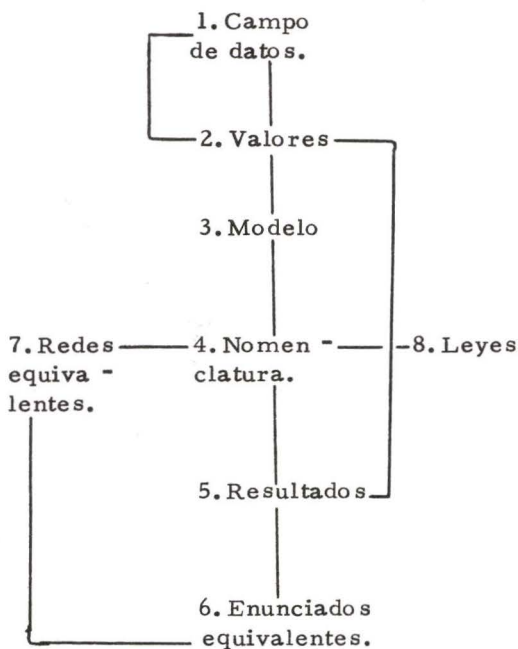 1. Campo
de datos.
2. Valores
3. Modelo
7. Redes
equiva -
lentes.
4. Nomen -
clatura.
8. Leyes
5. Resultados
6. Enunciados
equivalentes.